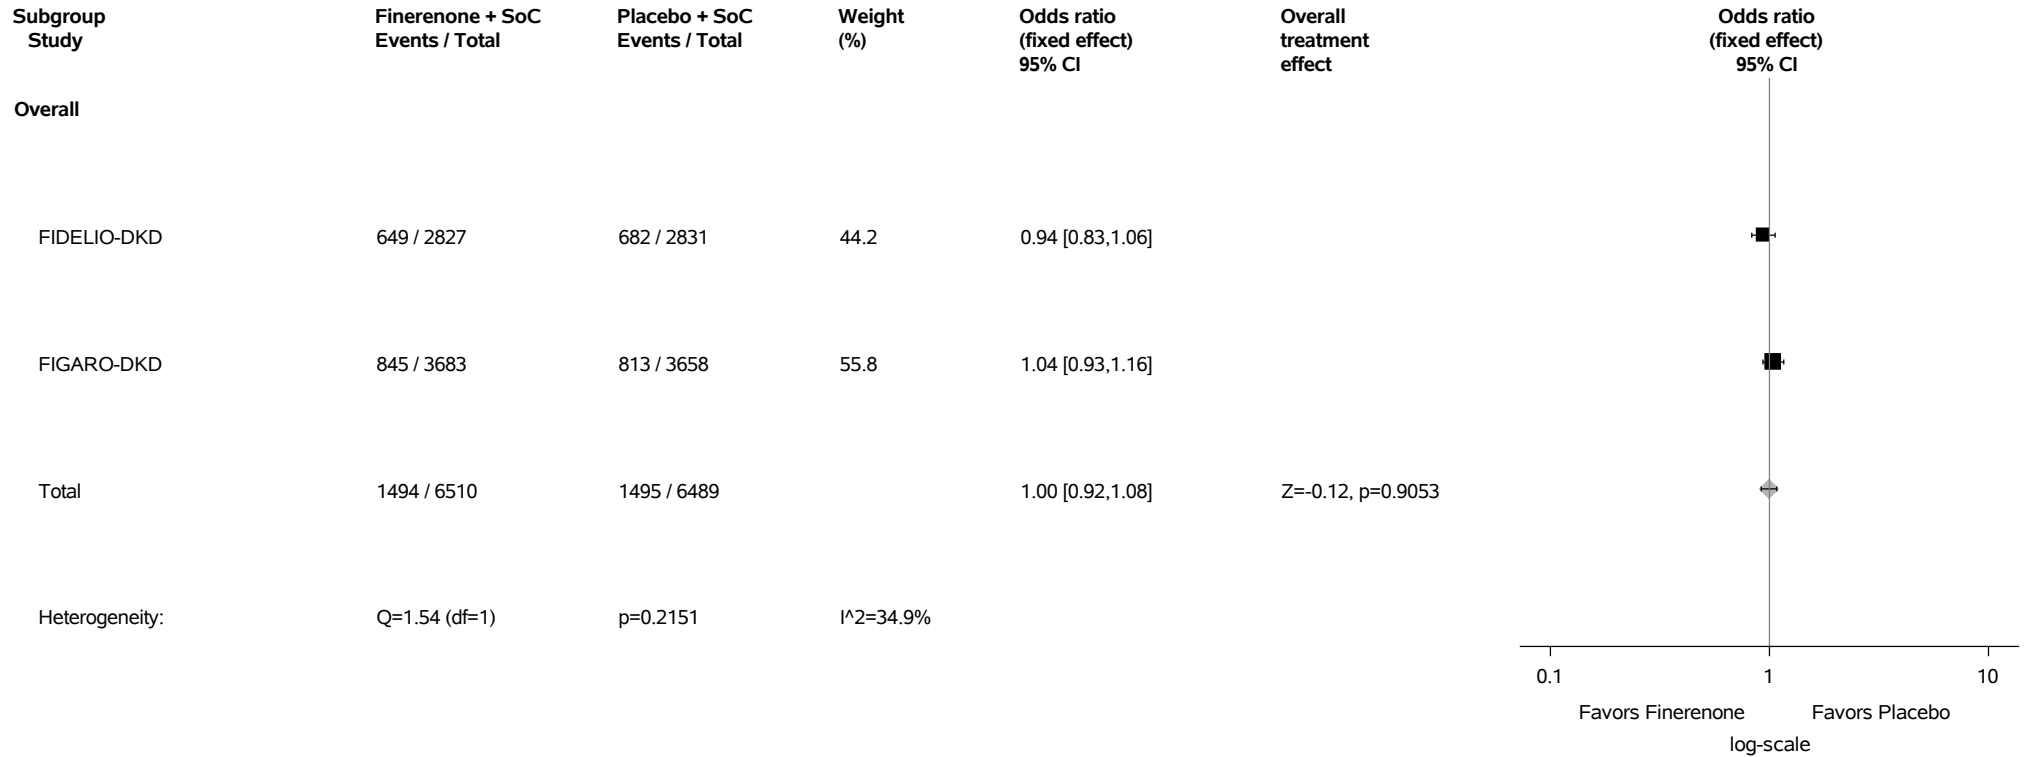 Subgroup Finerenone + SoC Placebo + SoC Weight Odds ratio Overall Odds ratio
Study Events / Total Events / Total (%) (fixed effect) treatment (fixed effect)
95% CI effect 95% CI
Overall
FIDELIO-DKD 649 / 2827 682 / 2831 44.2 0.94 [0.83,1.06]
FIGARO-DKD 845 / 3683 813 / 3658 55.8 1.04 [0.93,1.16]
Total 1494 / 6510 1495 / 6489 1.00 [0.92,1.08] Z=-0.12, p=0.9053
Heterogeneity: Q=1.54 (df=1) p=0.2151 I^2=34.9%
0.1 1 10
Favors Finerenone Favors Placebo
log-scale